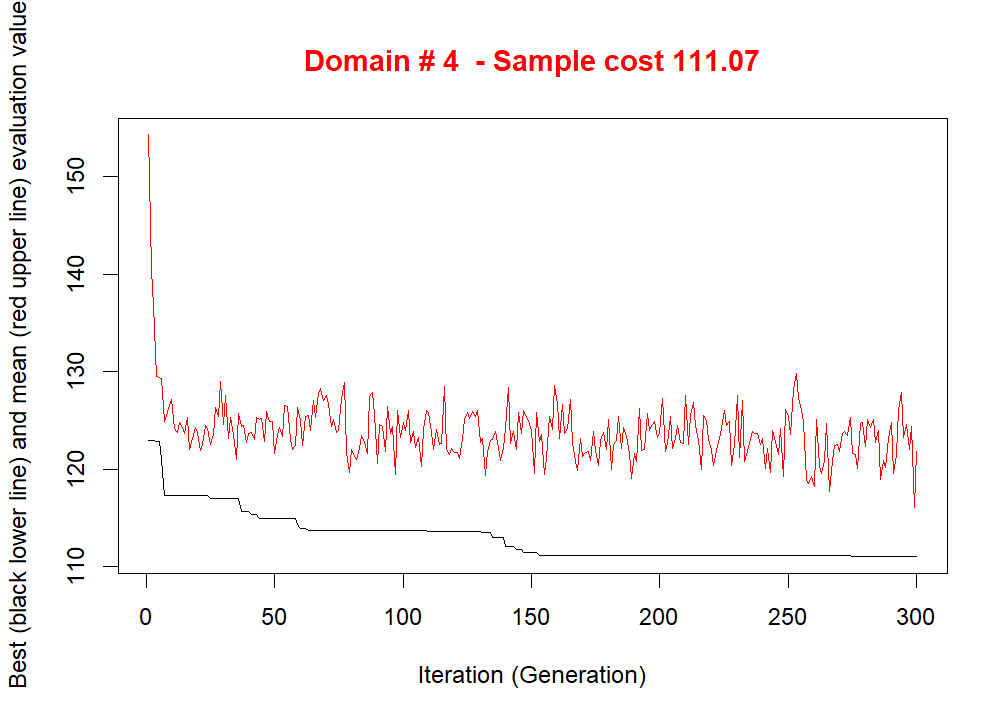 Domain # 4  - Sample cost 111.07
Best (black lower line) and mean (red upper line) evaluation value
150
140
130
120
110
0 50 100 150 200 250 300
Iteration (Generation)